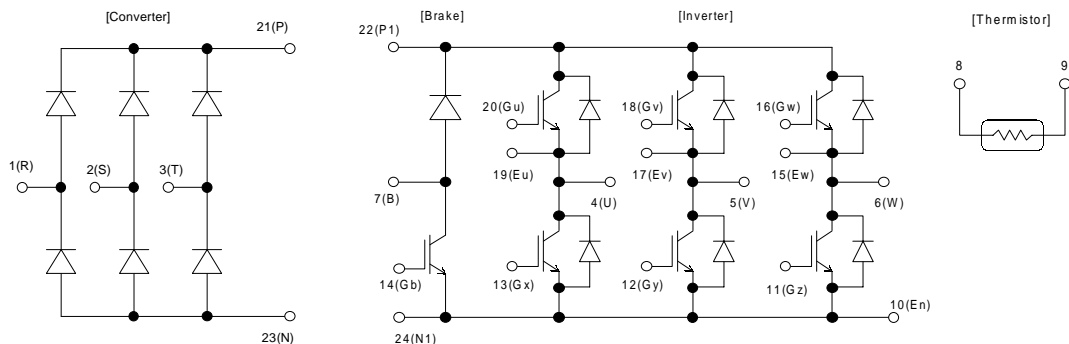 [Converter]
[Brake]
[Inverter]
[Thermistor]
21(P)
22(P1)
8
9
20(Gu)
18(Gv)
16(Gw)
1(R)
2(S)
3(T)
19(Eu)
17(Ev)
15(Ew)
7(B)
4(U)
5(V)
6(W)
14(Gb)
13(Gx)
12(Gy)
11(Gz)
10(En)
23(N)
24(N1)